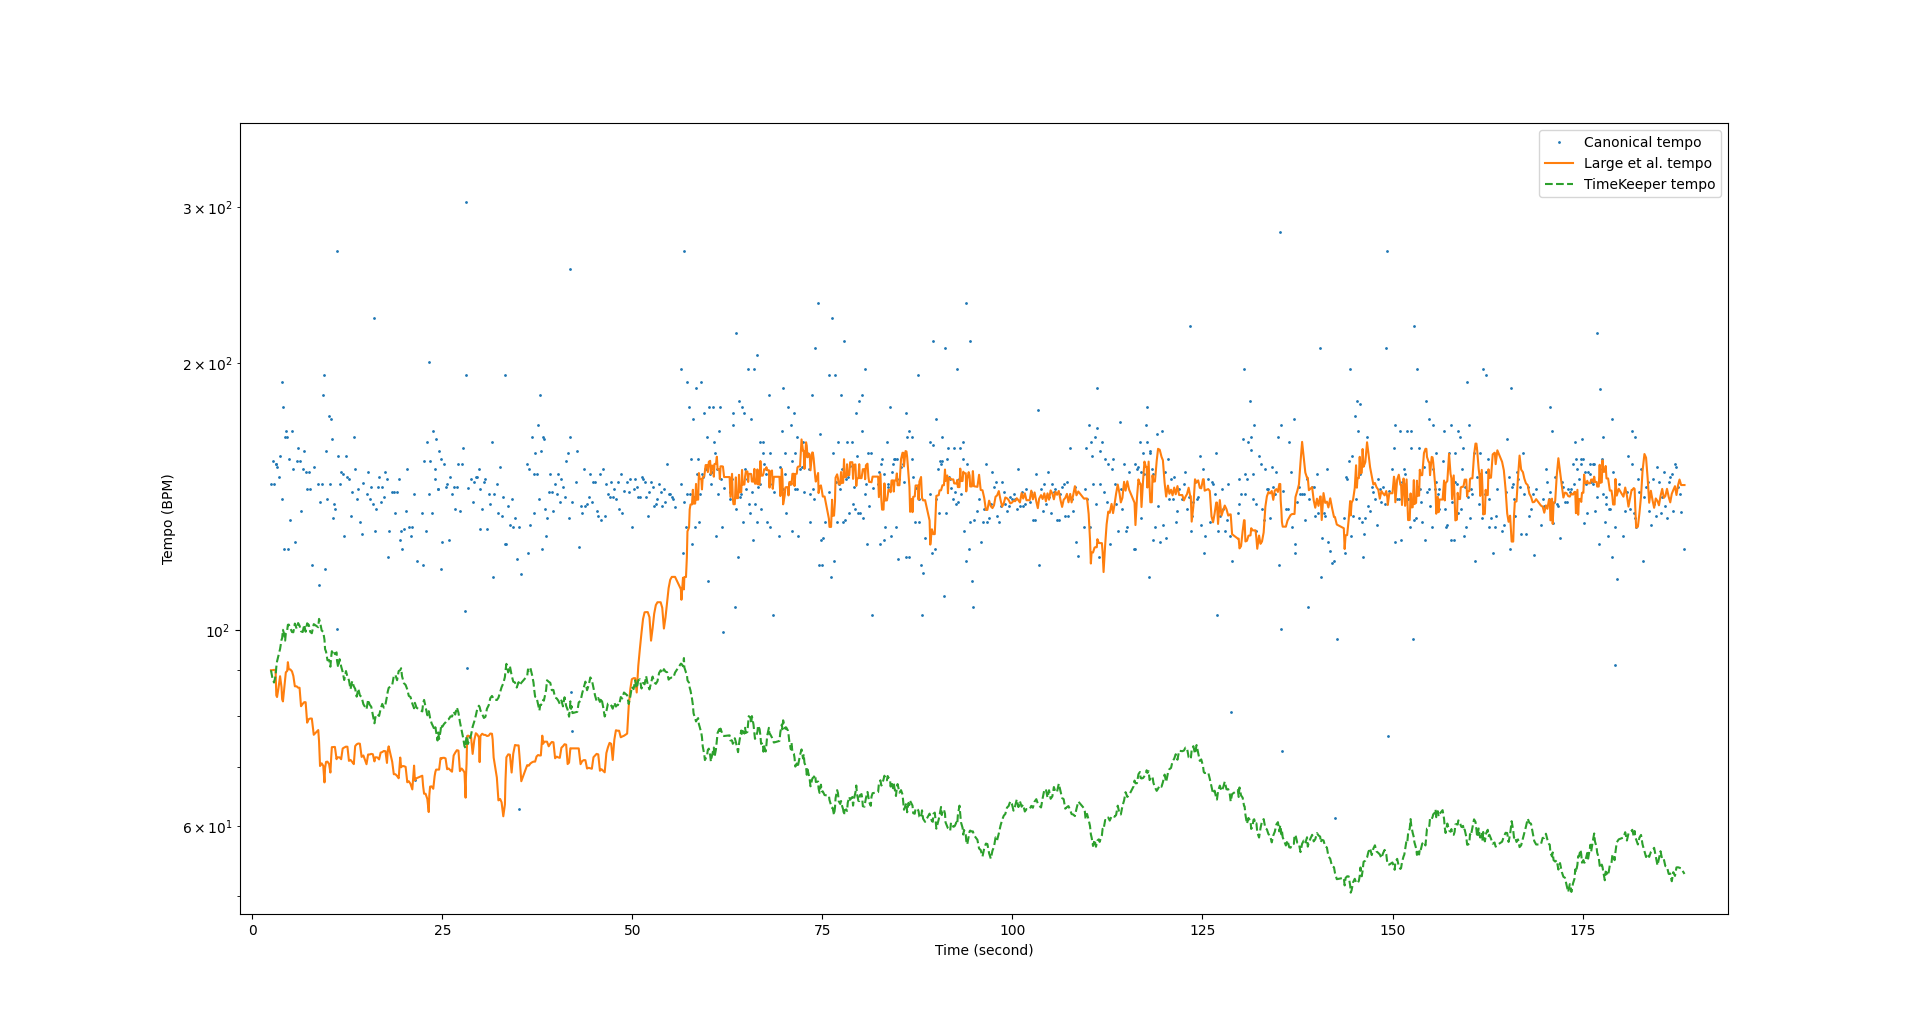 Canonical tempo
Large et al. tempo
TimeKeeper tempo
3 × 10²
2 × 10²
10²
6 × 10¹
Tempo (BPM)
0 25 50 75 100 125 150 175
Time (second)